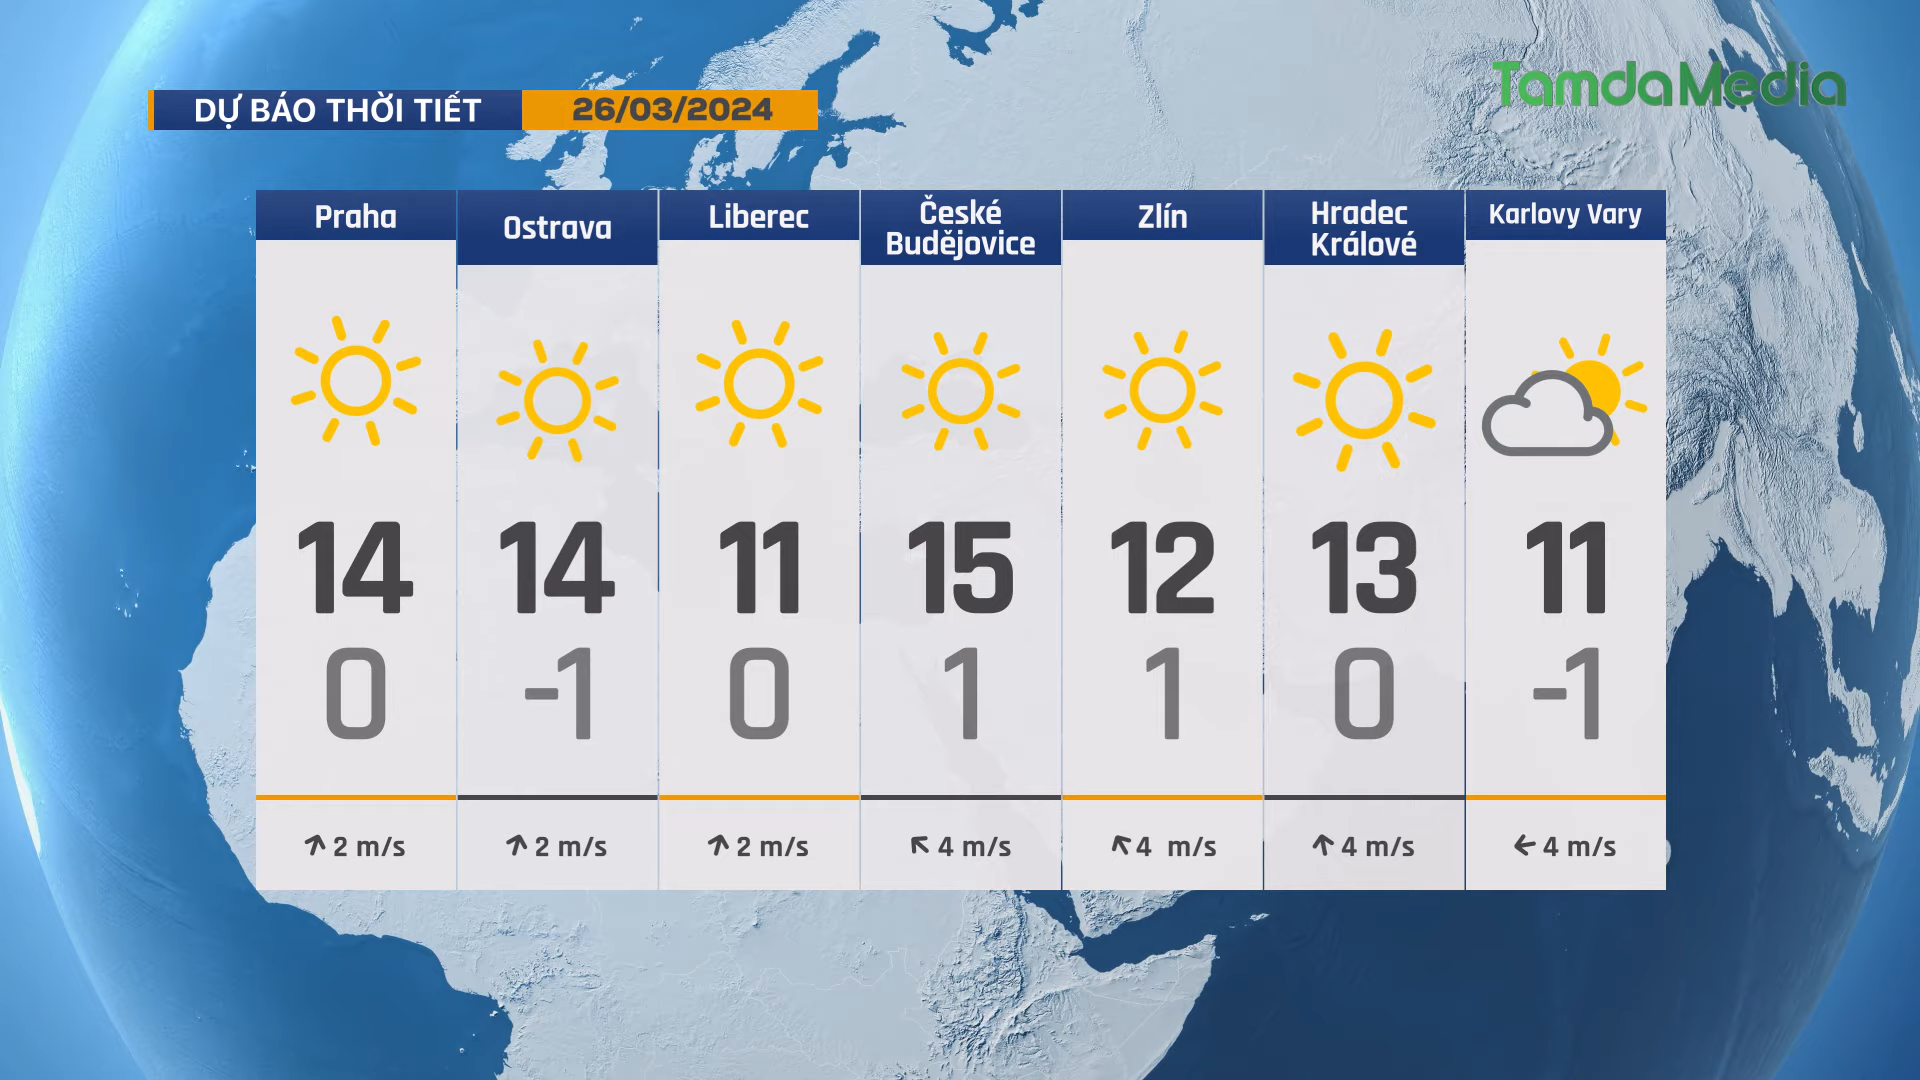 TamdaMedia
DỰ BÁO THỜI TIẾT 26/03/2024
Praha
14
0
2 m/s
Ostrava
14
-1
2 m/s
Liberec
11
0
2 m/s
České
Budějovice
15
1
4 m/s
Zlín
12
1
4 m/s
Hradec
Králové
13
0
4 m/s
Karlovy Vary
11
-1
4 m/s